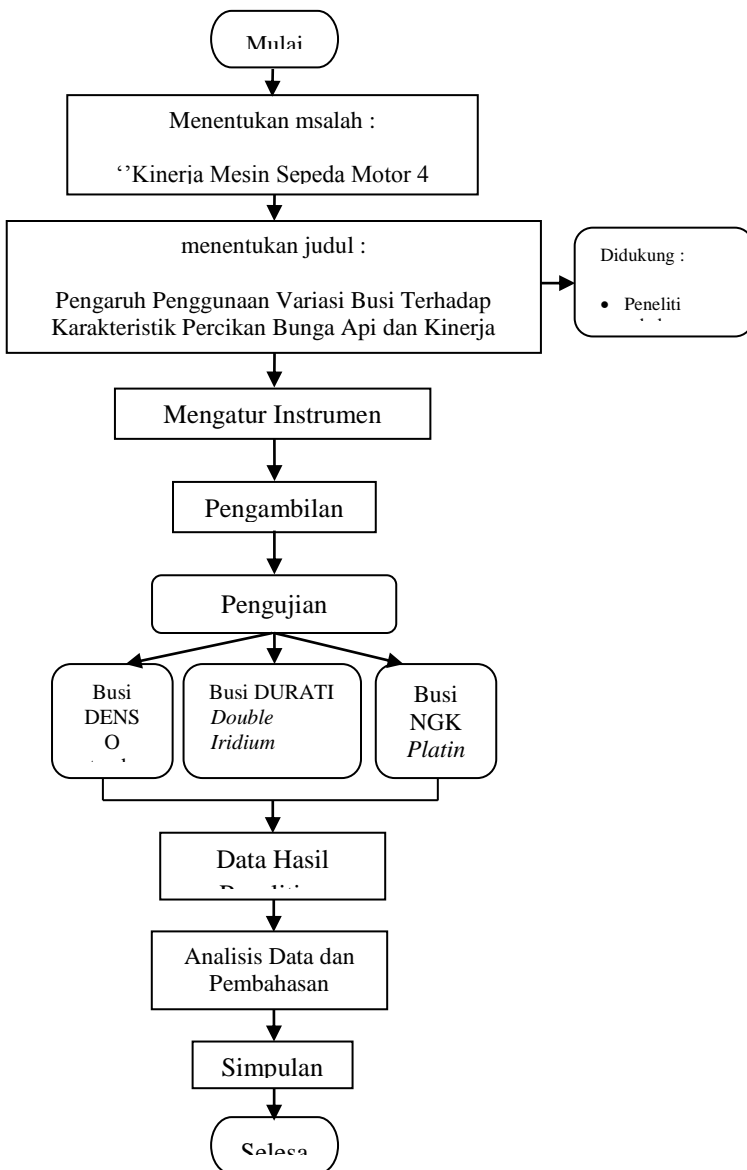 Mulai
Menentukan msalah :
‘’Kinerja Mesin Sepeda Motor 4
menentukan judul :
Pengaruh Penggunaan Variasi Busi Terhadap
Karakteristik Percikan Bunga Api dan Kinerja
Didukung :
• Peneliti
Mengatur Instrumen
Pengambilan
Pengujian
Busi
DENS
O
Busi DURATI
Double
Iridium
Busi
NGK
Platin
Data Hasil
Analisis Data dan
Pembahasan
Simpulan
Selesa